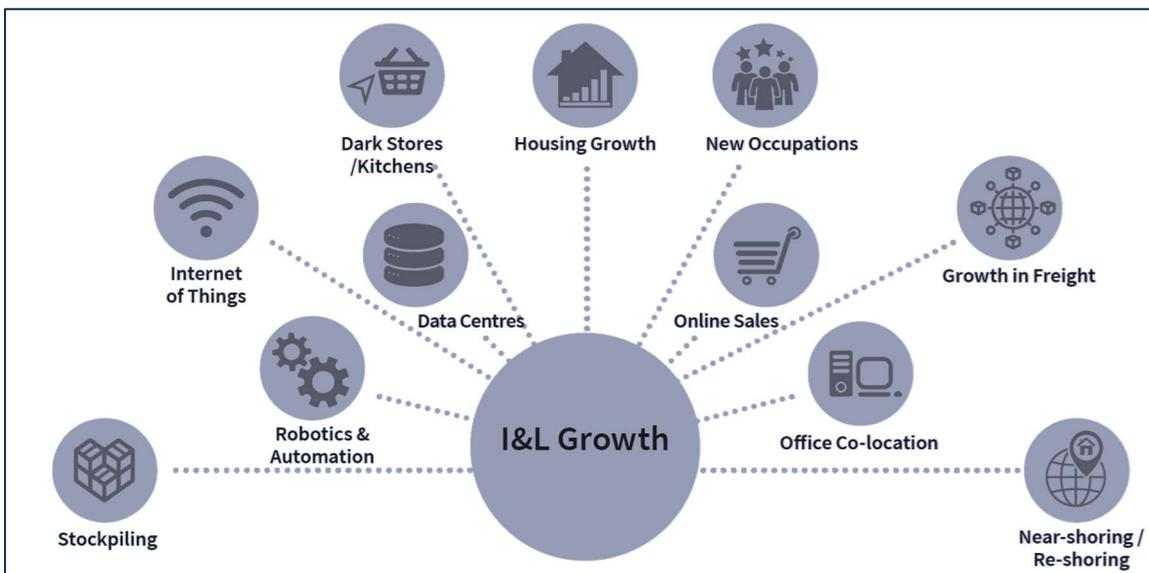 Dark Stores
/Kitchens
Housing Growth
New Occupations
Internet
of Things
Growth in Freight
Data Centres
Online Sales
Robotics &
Automation
I&L Growth
Office Co-location
Stockpiling
Near-shoring /
Re-shoring